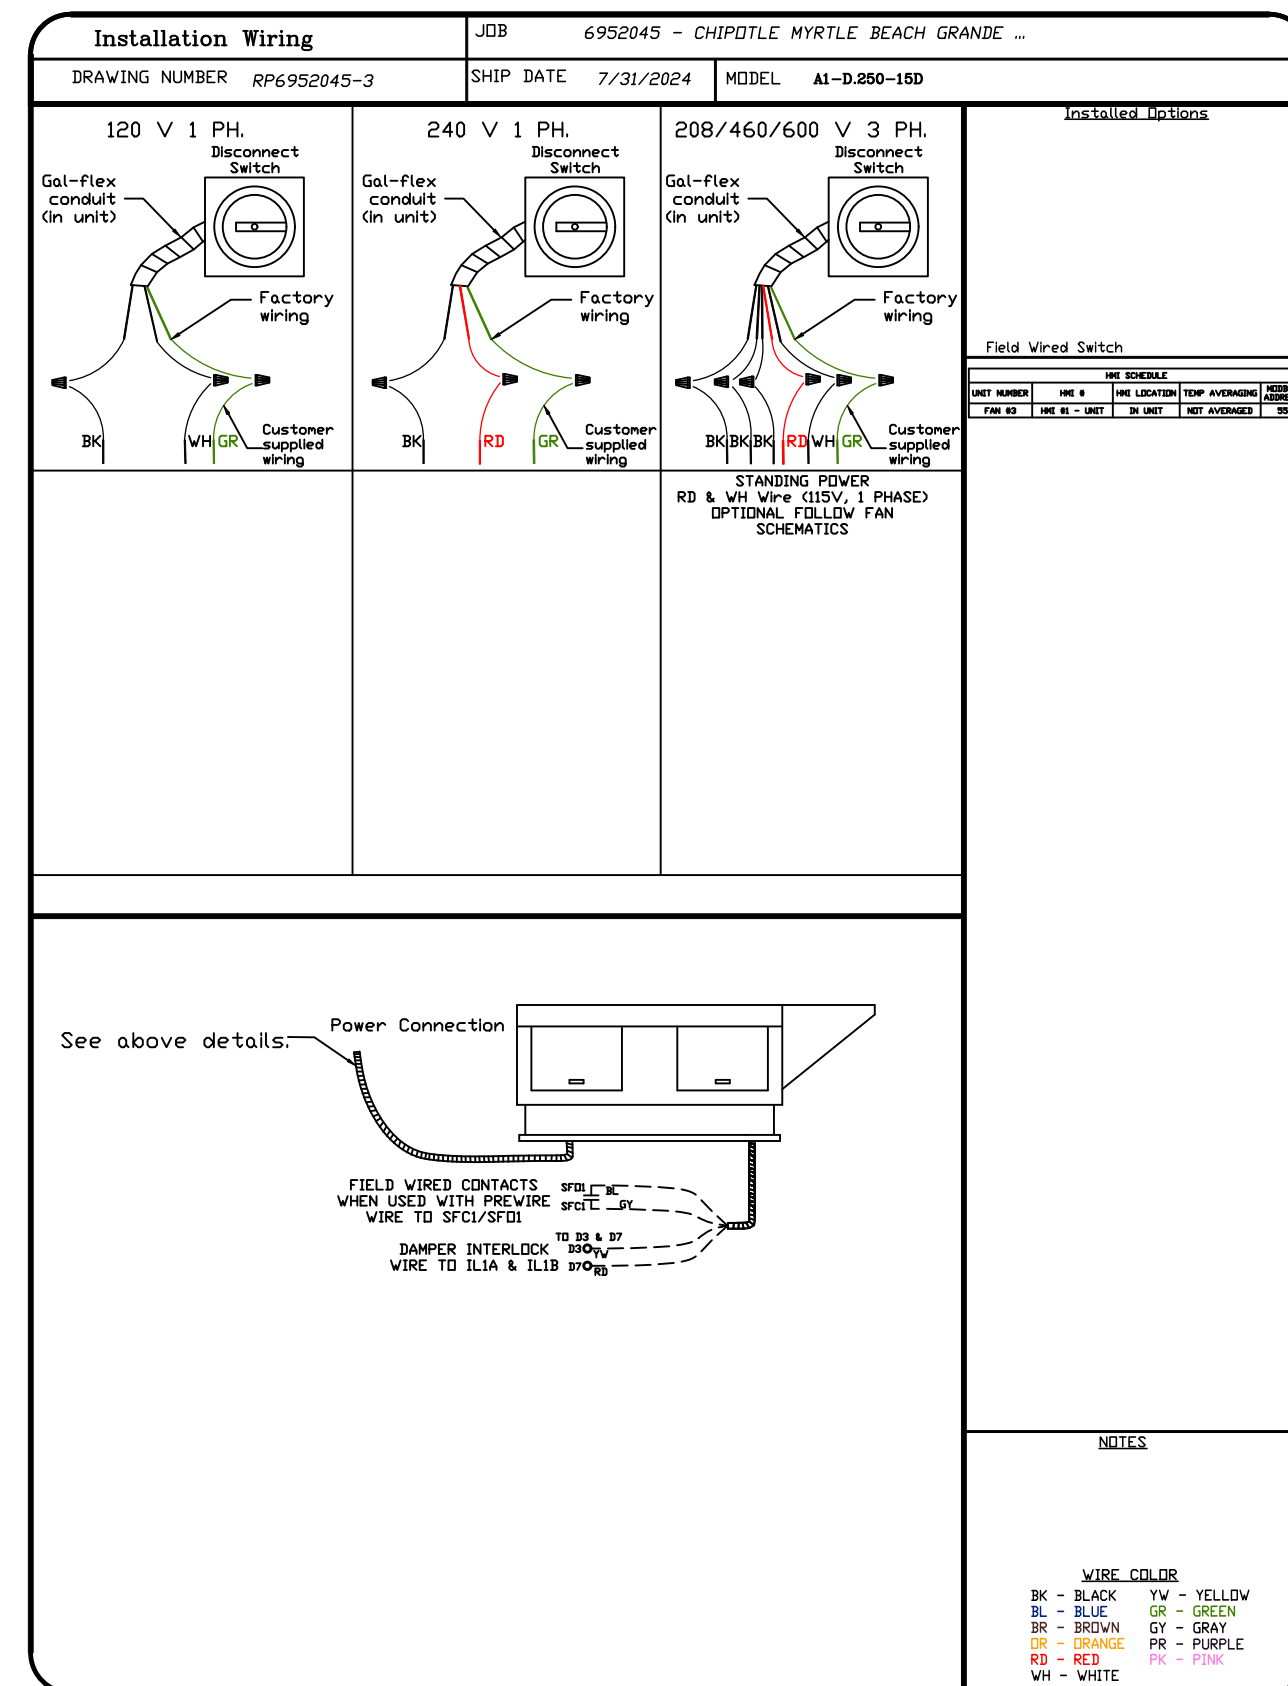 Installation Wiring
JOB 6952045 - CHIPOTLE MYRTLE BEACH GRANDE ...
DRAWING NUMBER RP6952045-3
SHIP DATE 7/31/2024
MODEL A1-D.250-15D
120 V 1 PH.
Disconnect
Switch
Gal-flex
conduit
(in unit)
Factory
wiring
BK
WH
GR
Customer
supplied
wiring
240 V 1 PH.
Disconnect
Switch
Gal-flex
conduit
(in unit)
Factory
wiring
BK
RD
GR
Customer
supplied
wiring
208/460/600 V 3 PH.
Disconnect
Switch
Gal-flex
conduit
(in unit)
Factory
wiring
BK
BK
BK
RD
WH
GR
Customer
supplied
wiring
STANDING POWER
RD & WH Wire (115V, 1 PHASE)
OPTIONAL FOLLOW FAN
SCHEMATICS
Installed Options
Field Wired Switch
HMI SCHEDULE
UNIT NUMBER HMI # HMI LOCATION TEMP AVERAGING
FAN #3 HMI #1 - UNIT IN UNIT NOT AVERAGED 55
See above details.
Power Connection
FIELD WIRED CONTACTS
WHEN USED WITH PREWIRE
WIRE TO SFC1/SFO1
SFO1 BL
SFC1 GY
DAMPER INTERLOCK
WIRE TO IL1A & IL1B
TO D3 & D7
D3 YW
D7 RD
NOTES
WIRE COLOR
BK - BLACK YW - YELLOW
BL - BLUE GR - GREEN
BR - BROWN GY - GRAY
OR - ORANGE PR - PURPLE
RD - RED PK - PINK
WH - WHITE